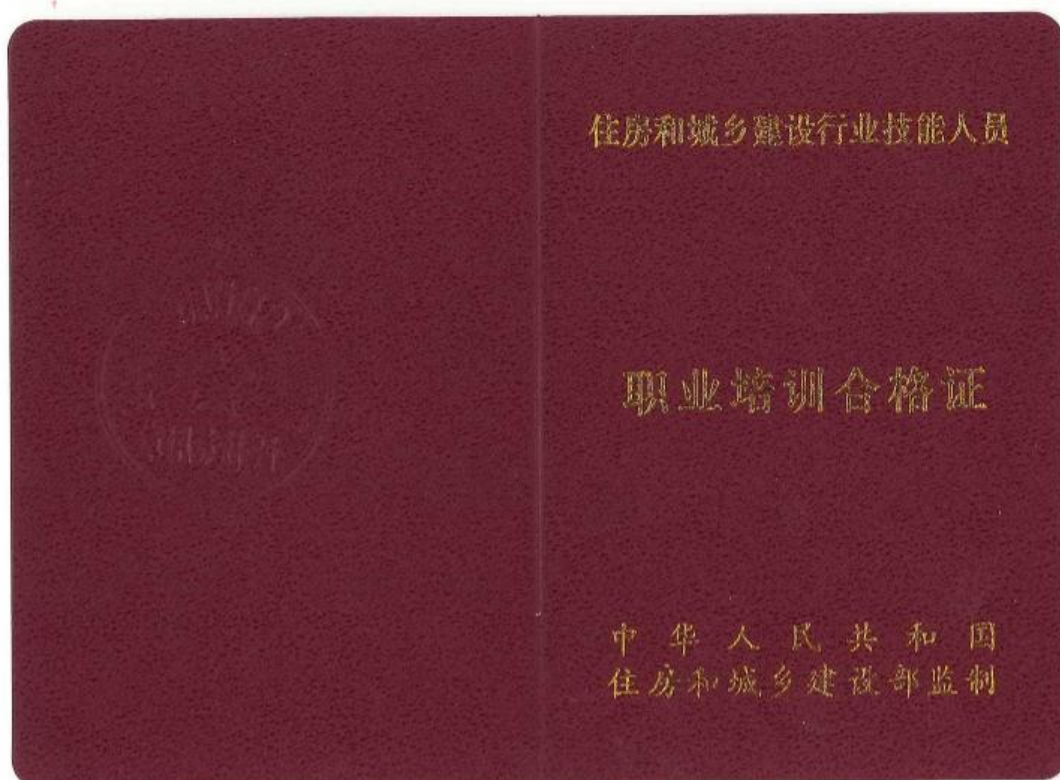 住房和城乡建设行业技能人员
职业培训合格证
中华人民共和国
住房和城乡建设部监制